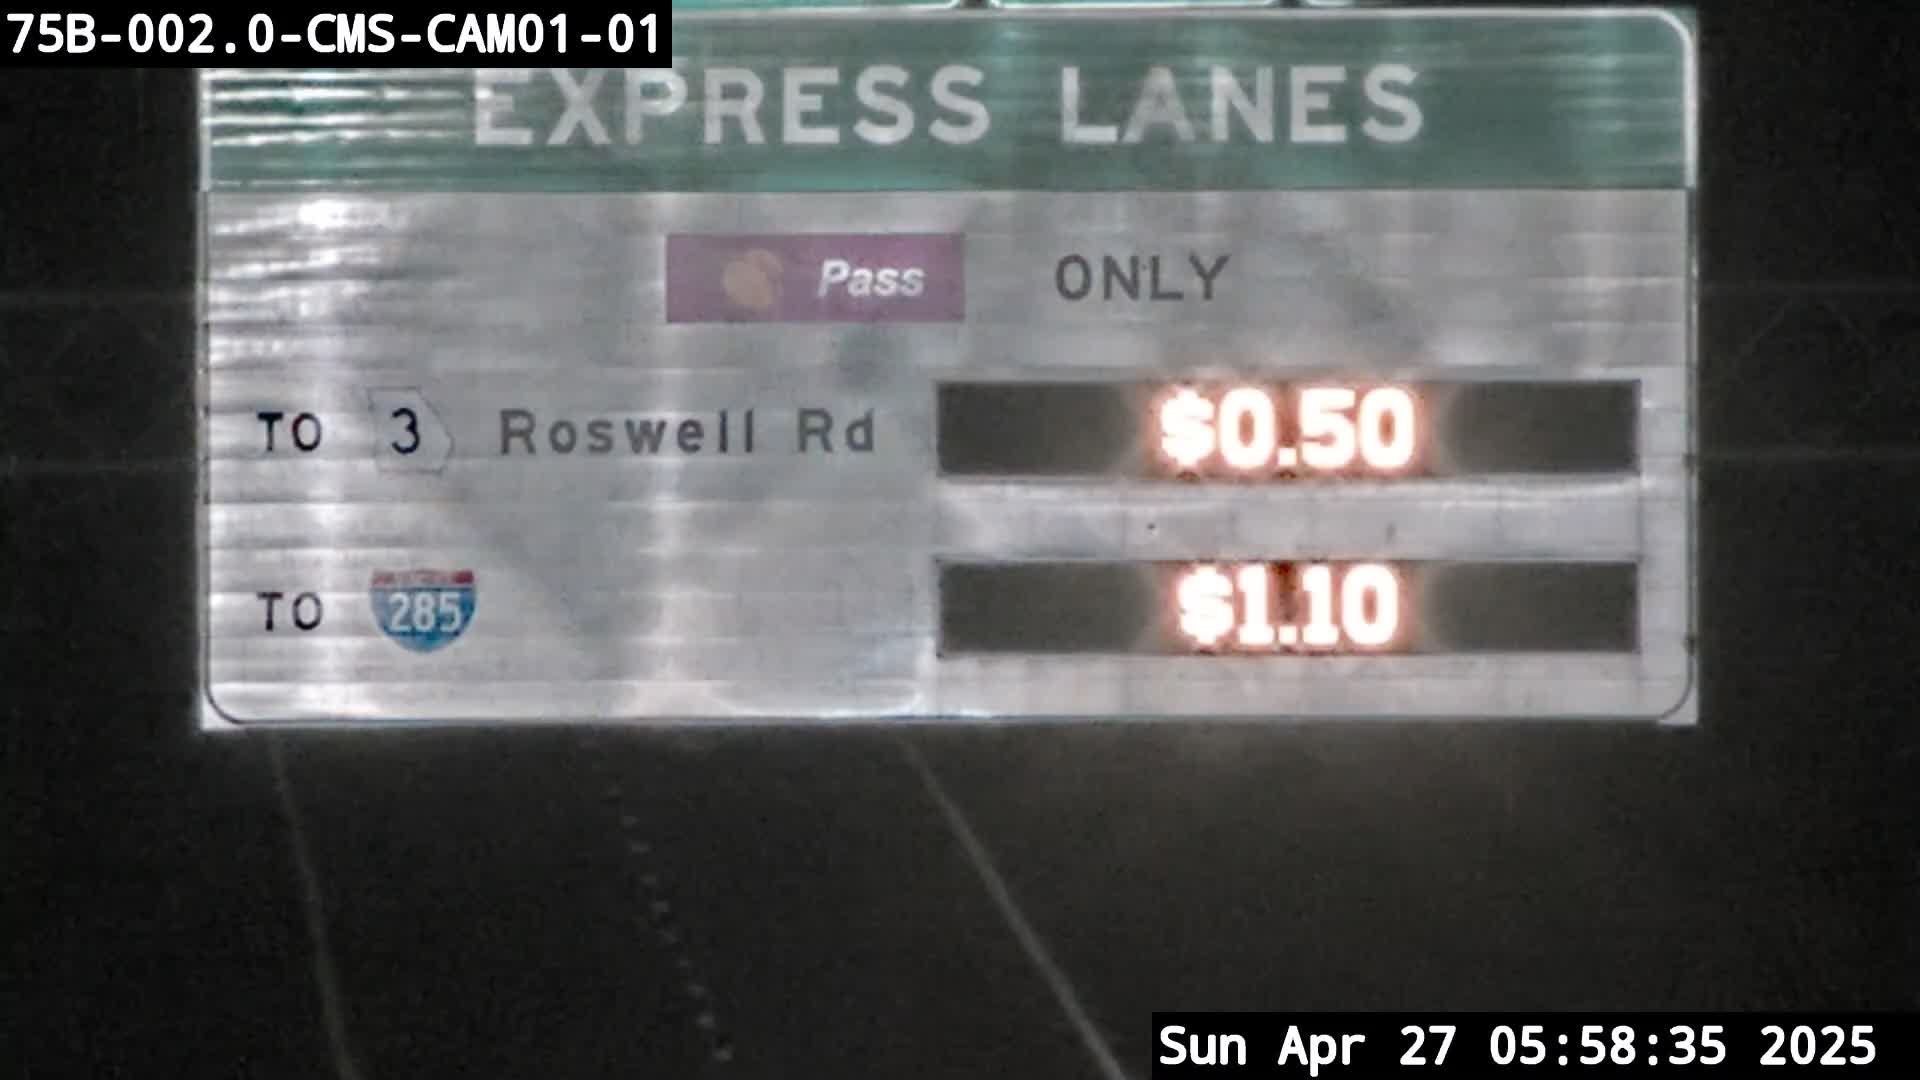 75B-002.0-CMS-CAM01-01
EXPRESS LANES
Pass ONLY
TO 3 Roswell Rd $0.50
TO 285 $1.10
Sun Apr 27 05:58:35 2025